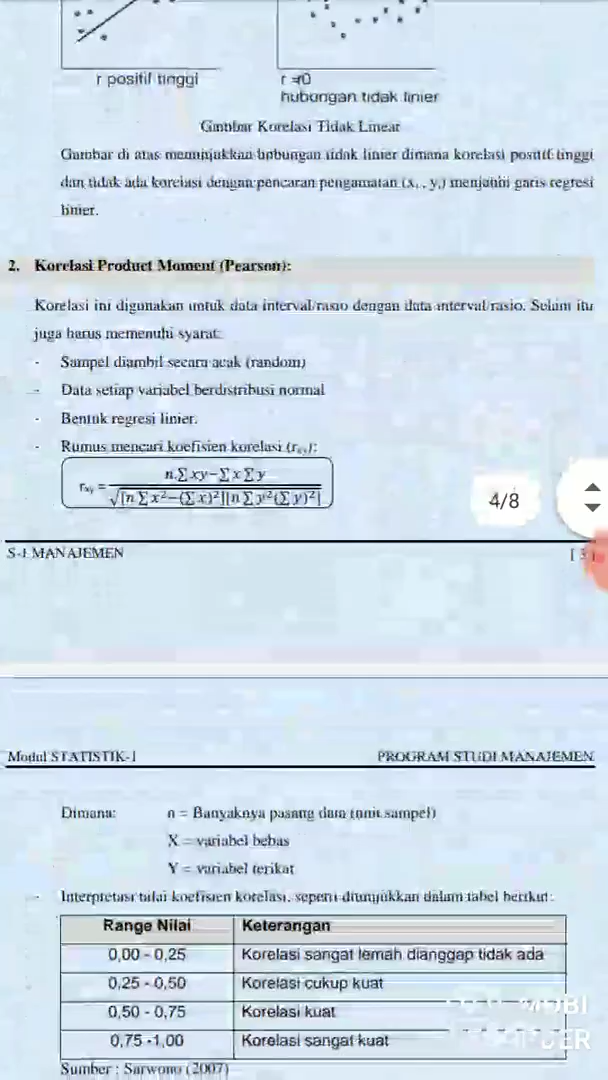 r positif tinggi
r ≠0
hubungan tidak linier
Gambar Korelasi Tidak Linear
Gambar di atas menunjukkan hubungan tidak linier dimana korelasi positif tinggi
dan tidak ada korelasi dengan pencaran pengamatan (xᵢ , yᵢ) menjauhi garis regresi
linier.
2. Korelasi Product Moment (Pearson):
Korelasi ini digunakan untuk data interval/rasio dengan data interval/rasio. Selain itu
juga harus memenuhi syarat:
- Sampel diambil secara acak (random)
- Data setiap variabel berdistribusi normal
- Bentuk regresi linier.
- Rumus mencari koefisien korelasi (rₓᵧ):
rₓᵧ = n.∑xy−∑x∑y / √[n∑x²−(∑x)²][n∑y²(∑y)²]
4/8
S-1 MANAJEMEN [ 3 ]
Modul STATISTIK-1 PROGRAM STUDI MANAJEMEN
Dimana: n = Banyaknya pasang data (unit sampel)
X = variabel bebas
Y = variabel terikat
- Interpretasi nilai koefisien korelasi, seperti ditunjukkan dalam tabel berikut:
Range Nilai Keterangan
0,00 - 0,25 Korelasi sangat lemah dianggap tidak ada
0,25 - 0,50 Korelasi cukup kuat
0,50 - 0,75 Korelasi kuat
0,75 -1,00 Korelasi sangat kuat
Sumber : Sarwono (2007)